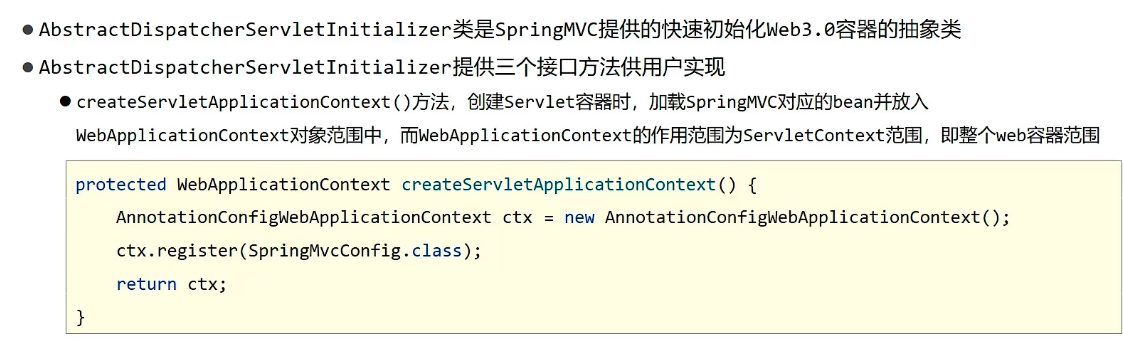 ● AbstractDispatcherServletInitializer类是SpringMVC提供的快速初始化Web3.0容器的抽象类
● AbstractDispatcherServletInitializer提供三个接口方法供用户实现
● createServletApplicationContext()方法，创建Servlet容器时，加载SpringMVC对应的bean并放入
WebApplicationContext对象范围中，而WebApplicationContext的作用范围为ServletContext范围，即整个web容器范围
protected WebApplicationContext createServletApplicationContext() {
    AnnotationConfigWebApplicationContext ctx = new AnnotationConfigWebApplicationContext();
    ctx.register(SpringMvcConfig.class);
    return ctx;
}